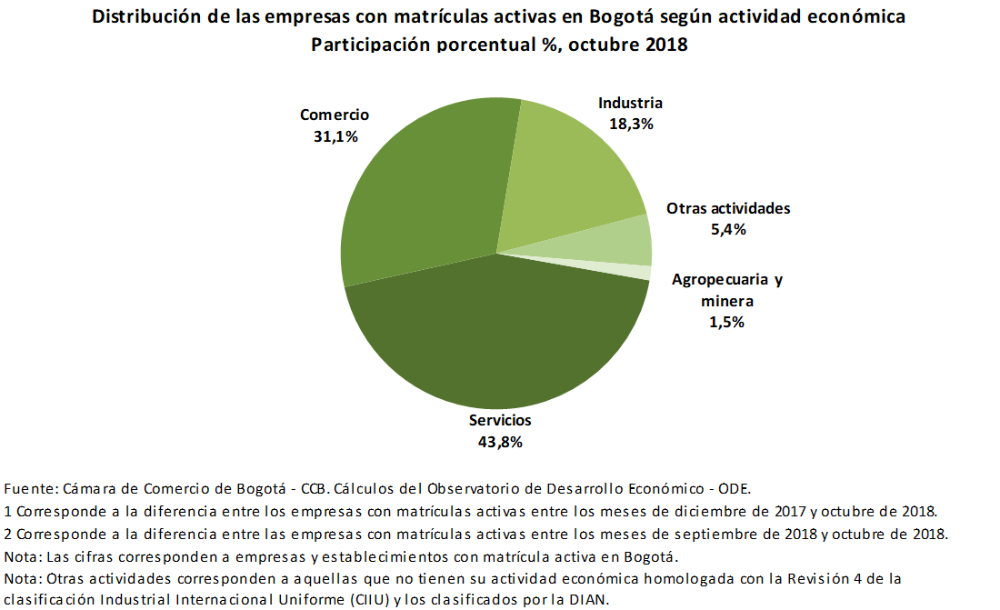 Distribución de las empresas con matrículas activas en Bogotá según actividad económica
Participación porcentual %, octubre 2018
Comercio
31,1%
Industria
18,3%
Otras actividades
5,4%
Agropecuaria y
minera
1,5%
Servicios
43,8%
Fuente: Cámara de Comercio de Bogotá - CCB. Cálculos del Observatorio de Desarrollo Económico - ODE.
1 Corresponde a la diferencia entre los empresas con matrículas activas entre los meses de diciembre de 2017 y octubre de 2018.
2 Corresponde a la diferencia entre los empresas con matrículas activas entre los meses de septiembre de 2018 y octubre de 2018.
Nota: Las cifras corresponden a empresas y establecimientos con matrícula activa en Bogotá.
Nota: Otras actividades corresponden a aquellas que no tienen su actividad económica homologada con la Revisión 4 de la
clasificación Industrial Internacional Uniforme (CIIU) y los clasificados por la DIAN.